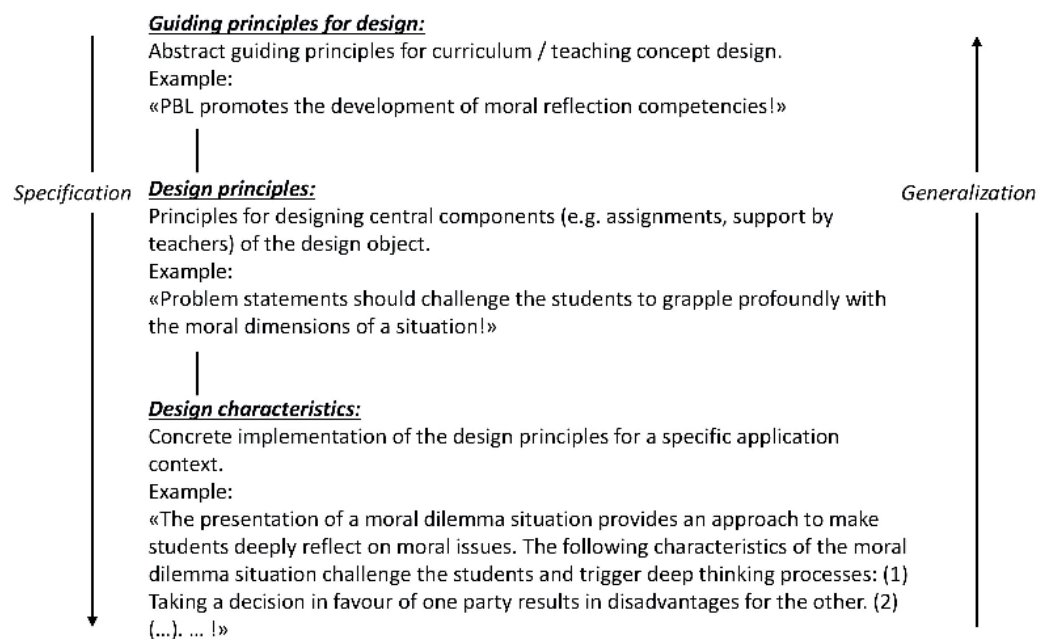 Guiding principles for design:
Abstract guiding principles for curriculum / teaching concept design.
Example:
«PBL promotes the development of moral reflection competencies!»
Specification
Design principles:
Generalization
Principles for designing central components (e.g. assignments, support by
teachers) of the design object.
Example:
«Problem statements should challenge the students to grapple profoundly with
the moral dimensions of a situation!»
Design characteristics:
Concrete implementation of the design principles for a specific application
context.
Example:
«The presentation of a moral dilemma situation provides an approach to make
students deeply reflect on moral issues. The following characteristics of the moral
dilemma situation challenge the students and trigger deep thinking processes: (1)
Taking a decision in favour of one party results in disadvantages for the other. (2)
(...). ... !»